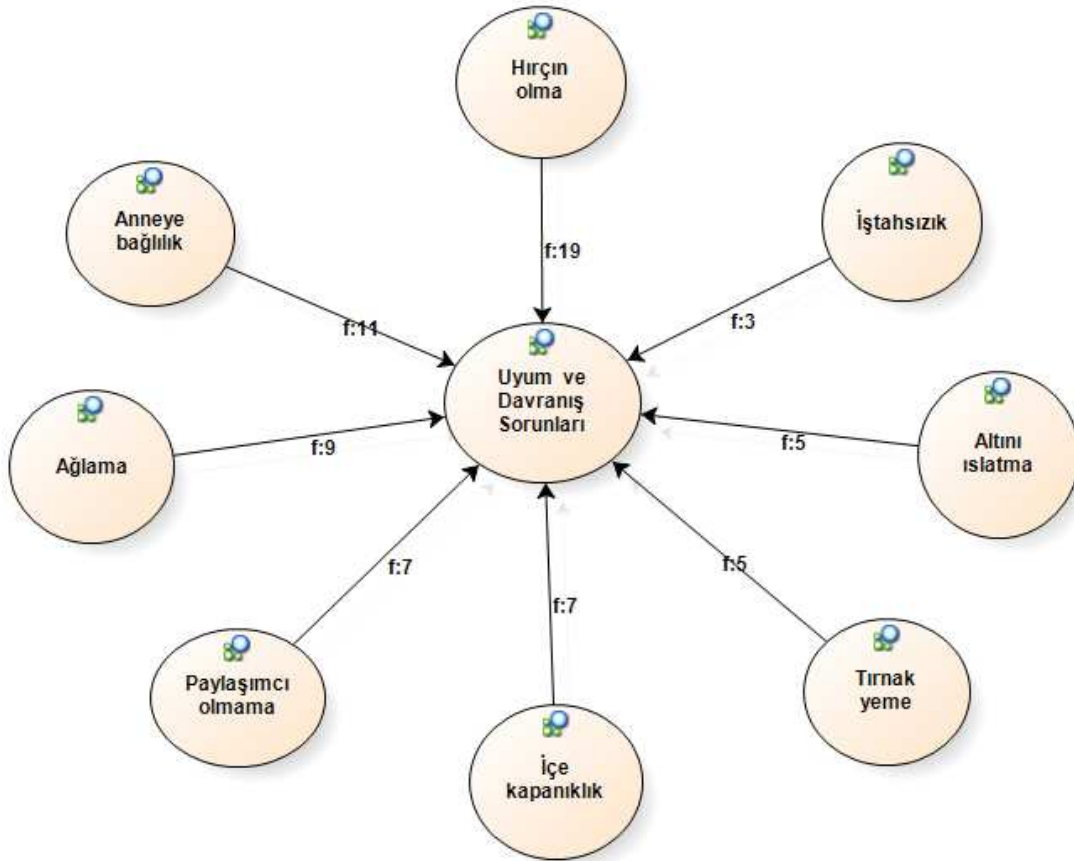 Hırçın
olma
f:19
Anneye
bağlılık
f:11
İştahsızık
f:3
Uyum ve
Davranış
Sorunları
Ağlama
f:9
Altını
ıslatma
f:5
Paylaşımcı
olmama
f:7
İçe
kapanıklık
f:7
Tırnak
yeme
f:5